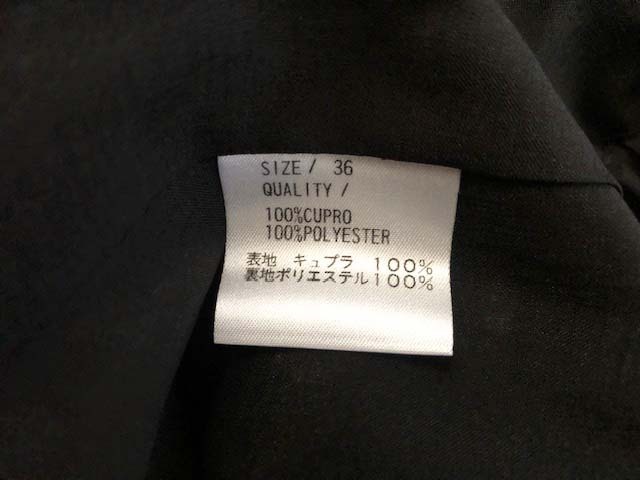 SIZE / 36
QUALITY /
100%CUPRO
100%POLYESTER
表地 キュプラ 100%
裏地ポリエステル100%